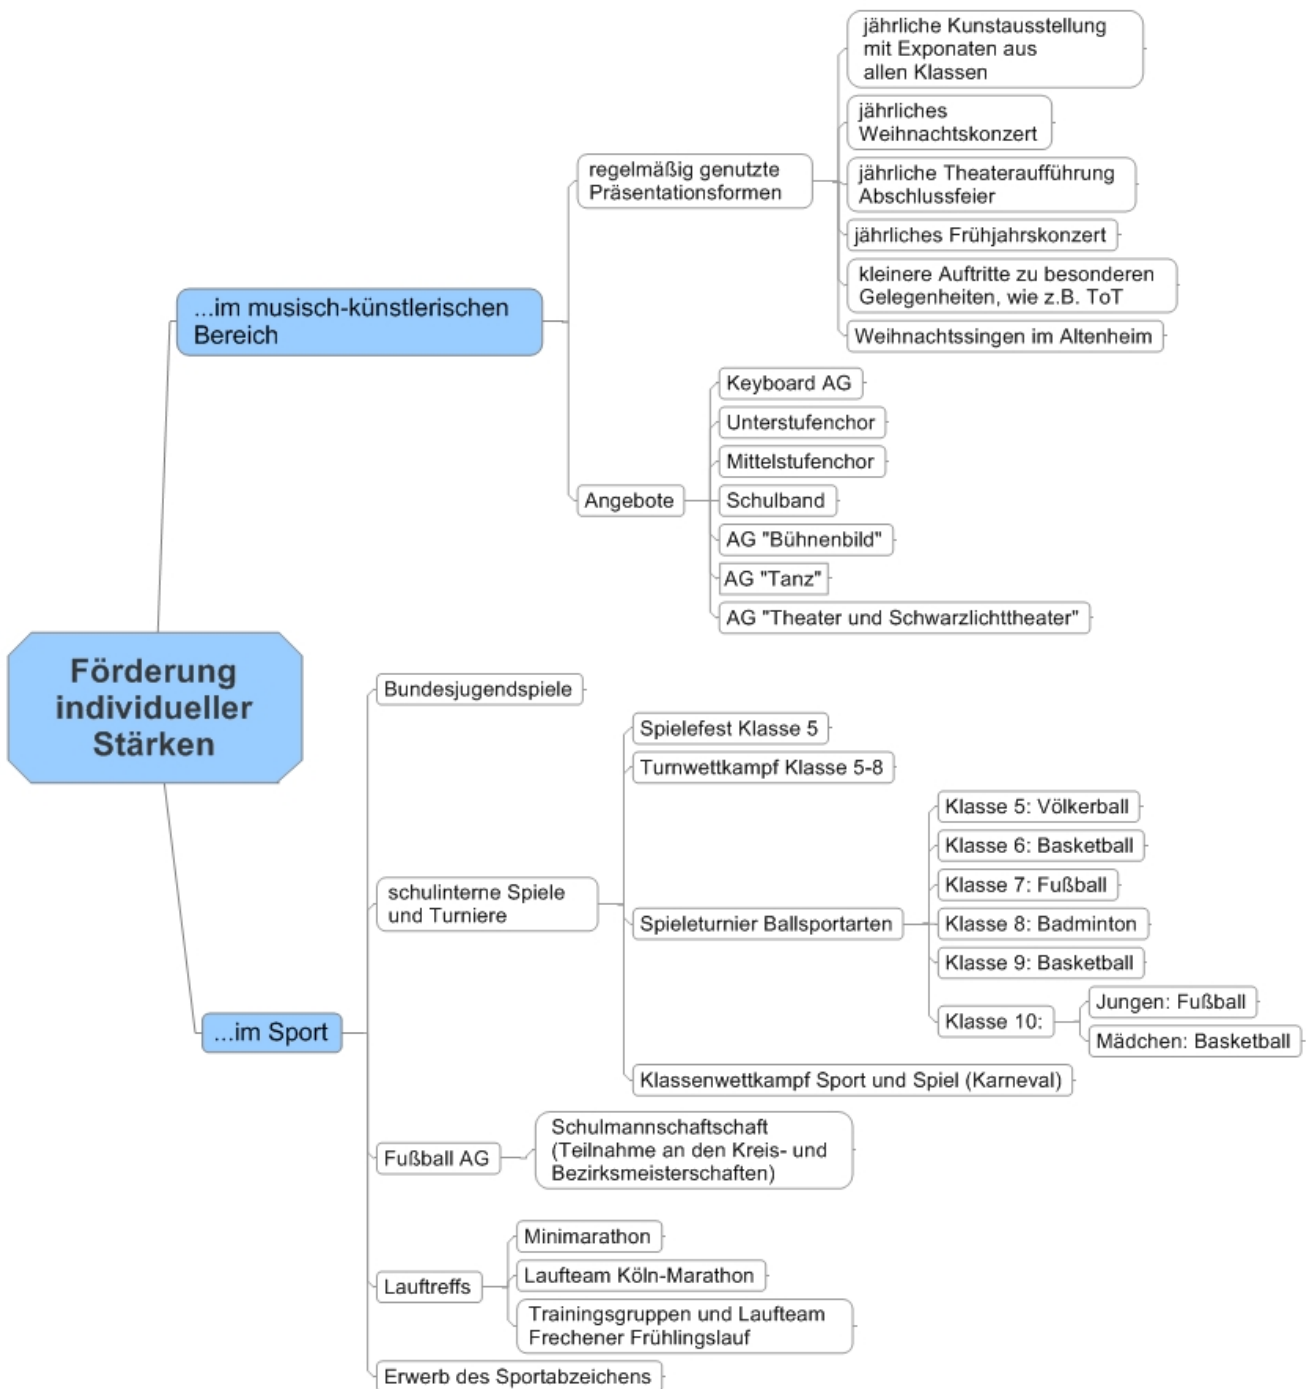 Förderung
individueller
Stärken
...im musisch-künstlerischen
Bereich
regelmäßig genutzte
Präsentationsformen
jährliche Kunstausstellung
mit Exponaten aus
allen Klassen
jährliches
Weihnachtskonzert
jährliche Theateraufführung
Abschlussfeier
jährliches Frühjahrskonzert
kleinere Auftritte zu besonderen
Gelegenheiten, wie z.B. ToT
Weihnachtssingen im Altenheim
Angebote
Keyboard AG
Unterstufenchor
Mittelstufenchor
Schulband
AG "Bühnenbild"
AG "Tanz"
AG "Theater und Schwarzlichttheater"
...im Sport
Bundesjugendspiele
schulinterne Spiele
und Turniere
Spielefest Klasse 5
Turnwettkampf Klasse 5-8
Spieleturnier Ballsportarten
Klasse 5: Völkerball
Klasse 6: Basketball
Klasse 7: Fußball
Klasse 8: Badminton
Klasse 9: Basketball
Klasse 10:
Jungen: Fußball
Mädchen: Basketball
Klassenwettkampf Sport und Spiel (Karneval)
Fußball AG
Schulmannschaftschaft
(Teilnahme an den Kreis- und
Bezirksmeisterschaften)
Lauftreffs
Minimarathon
Laufteam Köln-Marathon
Trainingsgruppen und Laufteam
Frechener Frühlingslauf
Erwerb des Sportabzeichens